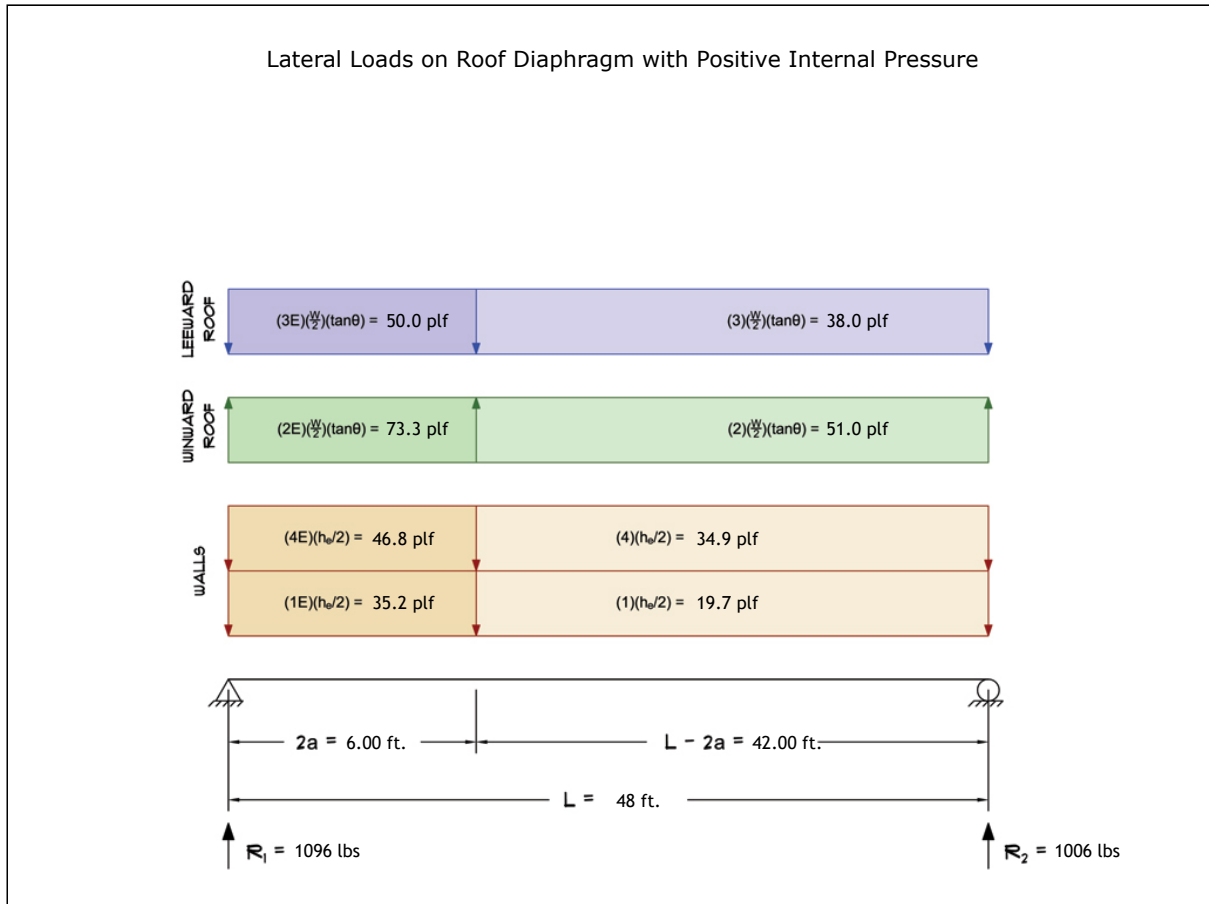 Lateral Loads on Roof Diaphragm with Positive Internal Pressure
LEEWARD
ROOF
(3E)(W/2)(tanθ) = 50.0 plf
(3)(W/2)(tanθ) = 38.0 plf
WINWARD
ROOF
(2E)(W/2)(tanθ) = 73.3 plf
(2)(W/2)(tanθ) = 51.0 plf
WALLS
(4E)(hₑ/2) = 46.8 plf
(4)(hₑ/2) = 34.9 plf
(1E)(hₑ/2) = 35.2 plf
(1)(hₑ/2) = 19.7 plf
2a = 6.00 ft.
L - 2a = 42.00 ft.
L = 48 ft.
R₁ = 1096 lbs
R₂ = 1006 lbs